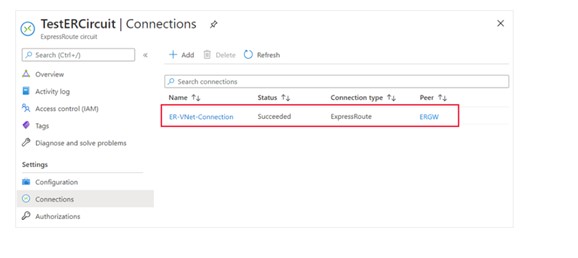 TestERCircuit | Connections
ExpressRoute circuit
Search (Ctrl+/)
Overview
Activity log
Access control (IAM)
Tags
Diagnose and solve problems
Settings
Configuration
Connections
Authorizations
+ Add Delete Refresh
Search connections
Name ↑↓ Status ↑↓ Connection type ↑↓ Peer ↑↓
ER-VNet-Connection Succeeded ExpressRoute ERGW